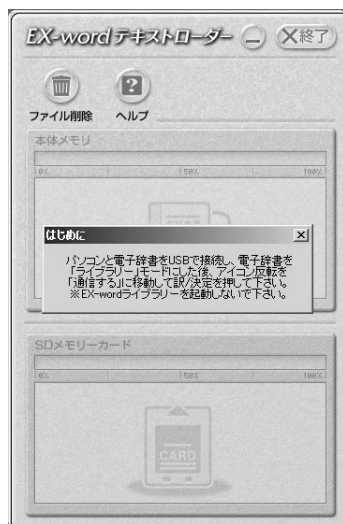 EX-word テキストローダー
×終了
ファイル削除 ヘルプ
本体メモリ
0% 50% 100%
はじめに
パソコンと電子辞書をUSBで接続し、電子辞書を
「ライブラリー」モードにした後、アイコン反転を
「通信する」に移動して訳/決定を押して下さい。
※EX-wordライブラリーを起動しないで下さい。
SDメモリーカード
0% 50% 100%
CARD